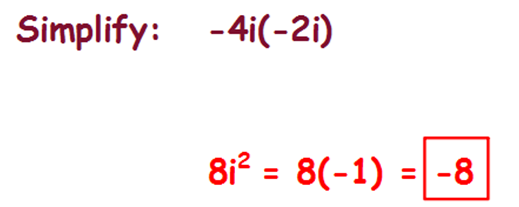 Simplify: -4i(-2i)
8i² = 8(-1) = -8